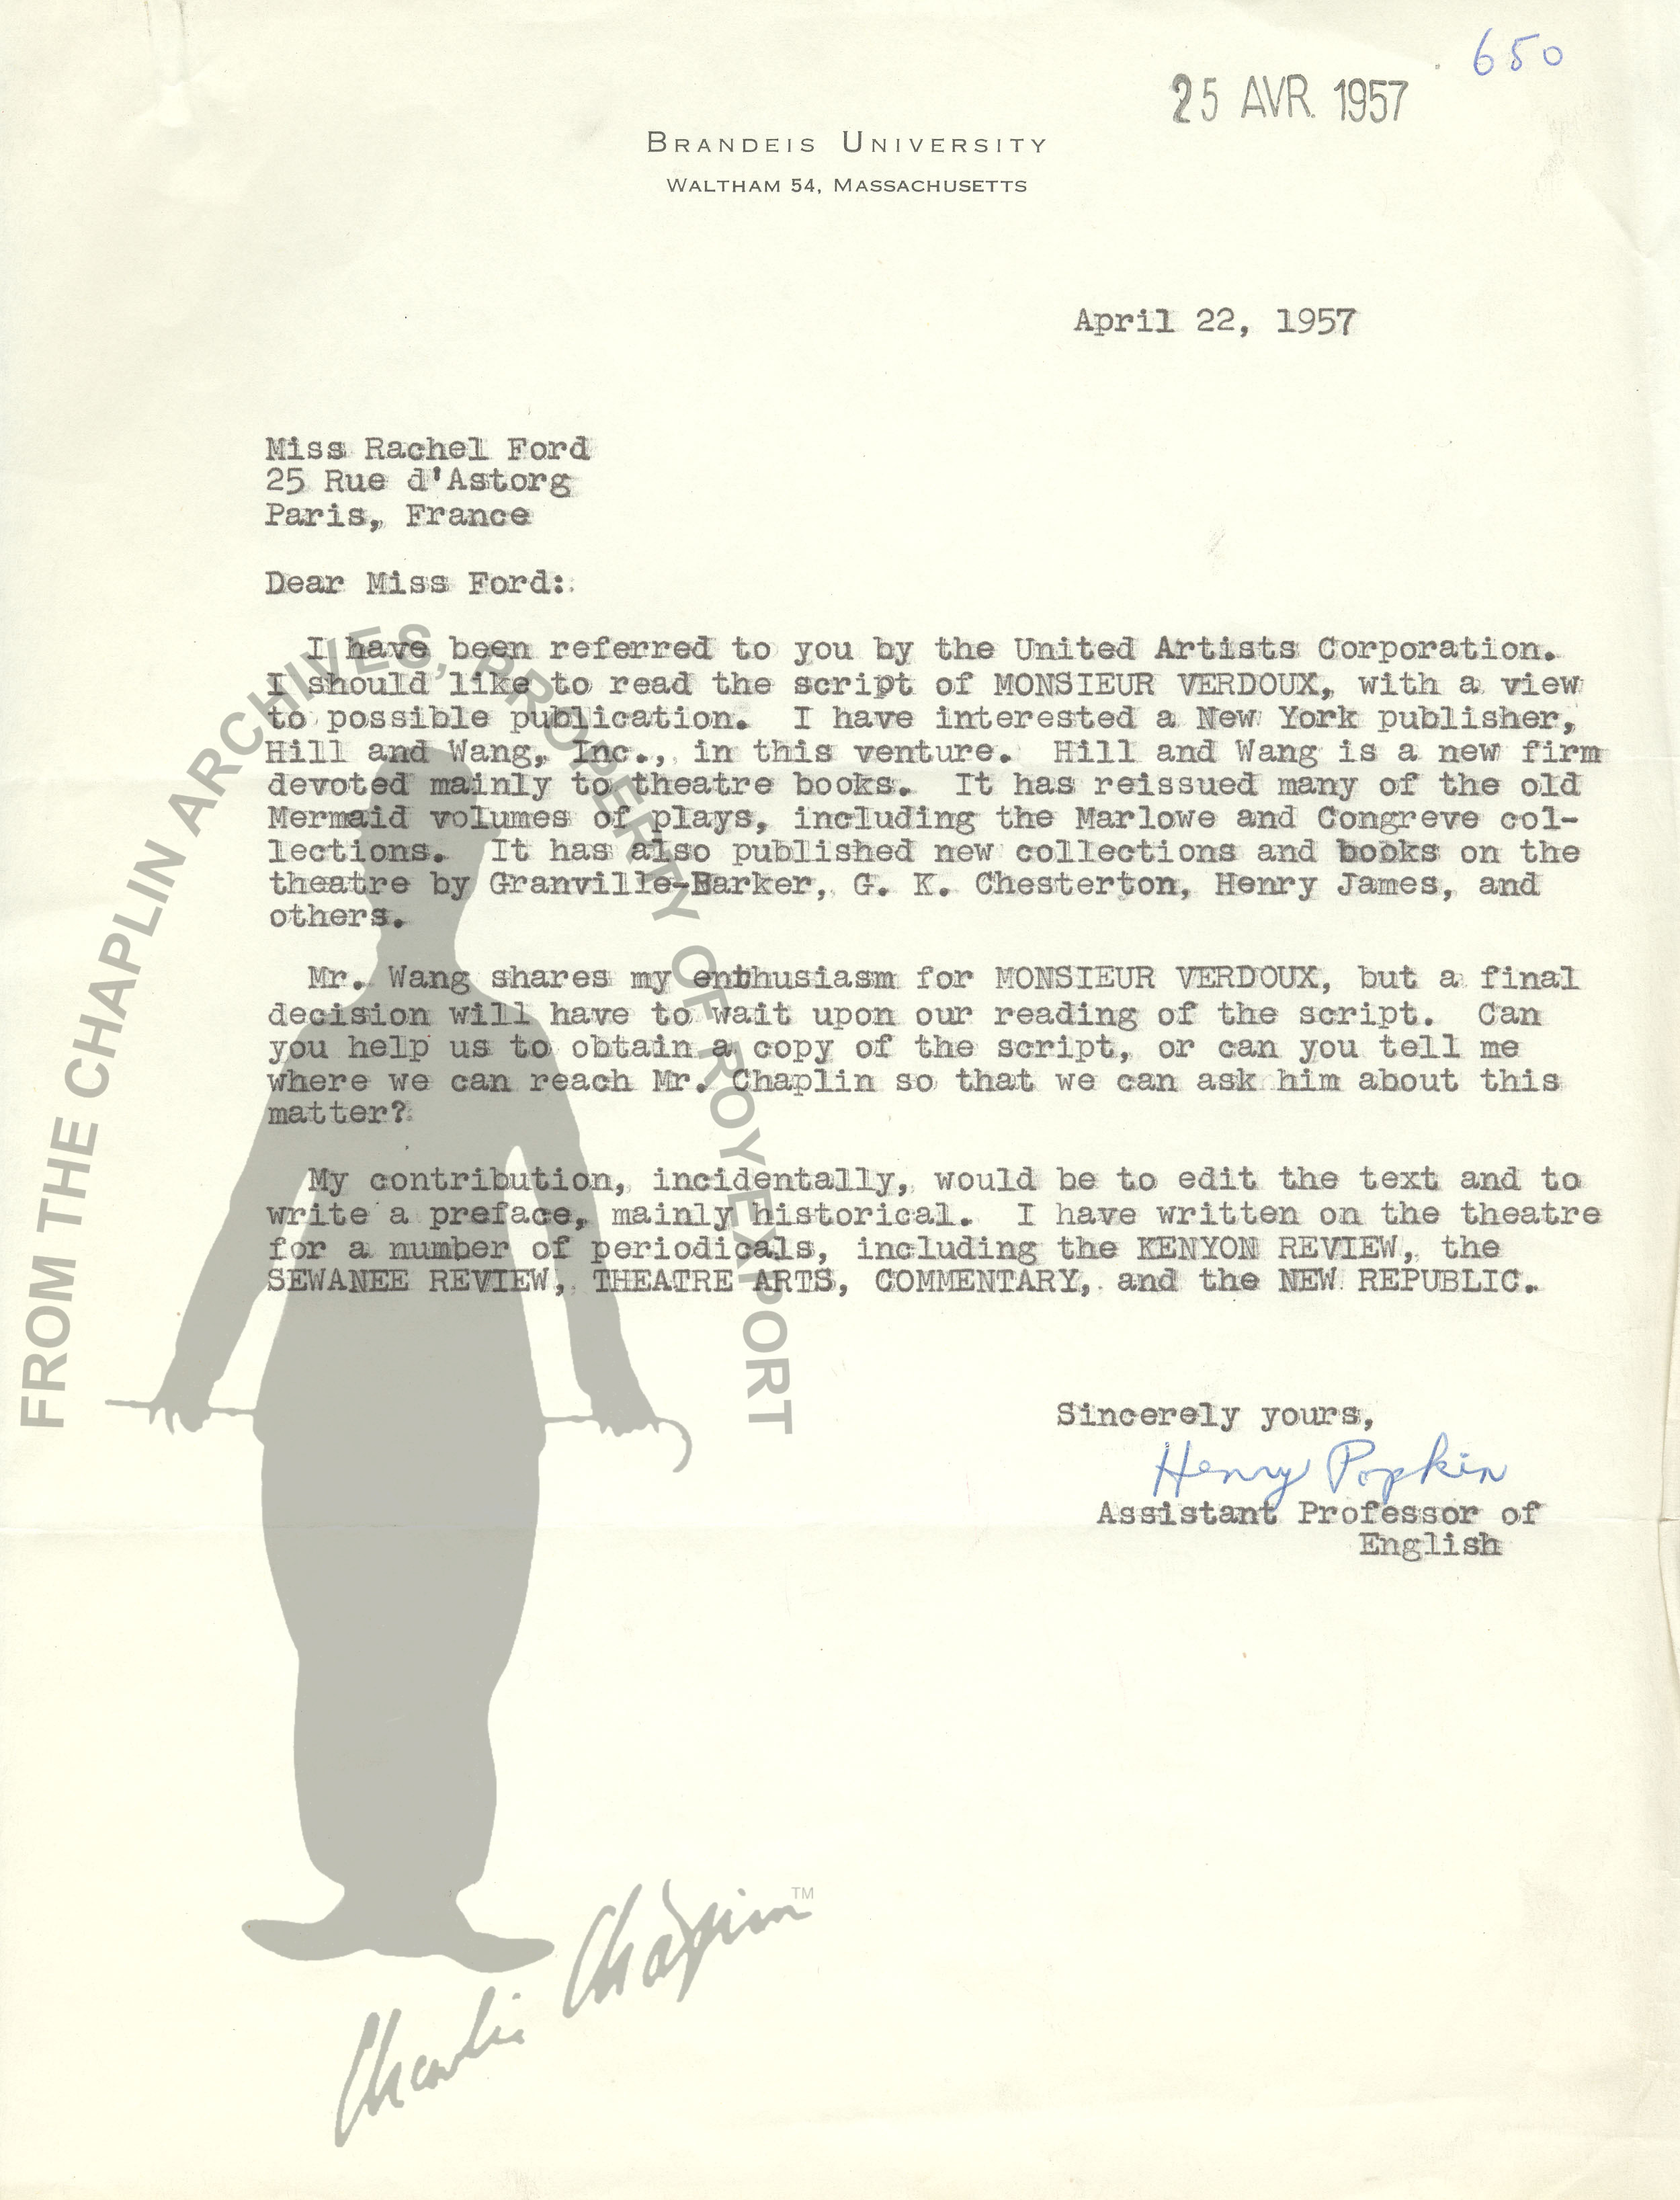 650
25 AVR. 1957
BRANDEIS UNIVERSITY
WALTHAM 54, MASSACHUSETTS
April 22, 1957
Miss Rachel Ford
25 Rue d'Astorg
Paris, France
Dear Miss Ford:
I have been referred to you by the United Artists Corporation.
I should like to read the script of MONSIEUR VERDOUX, with a view
to possible publication. I have interested a New York publisher,
Hill and Wang, Inc., in this venture. Hill and Wang is a new firm
devoted mainly to theatre books. It has reissued many of the old
Mermaid volumes of plays, including the Marlowe and Congreve col-
lections. It has also published new collections and books on the
theatre by Granville-Barker, G. K. Chesterton, Henry James, and
others.
Mr. Wang shares my enthusiasm for MONSIEUR VERDOUX, but a final
decision will have to wait upon our reading of the script. Can
you help us to obtain a copy of the script, or can you tell me
where we can reach Mr. Chaplin so that we can ask him about this
matter?
My contribution, incidentally, would be to edit the text and to
write a preface, mainly historical. I have written on the theatre
for a number of periodicals, including the KENYON REVIEW, the
SEWANEE REVIEW, THEATRE ARTS, COMMENTARY, and the NEW REPUBLIC.
Sincerely yours,
Henry Popkin
Assistant Professor of
English
FROM THE CHAPLIN ARCHIVES, PROPERTY OF ROY EXPORT
Charlie Chaplin TM